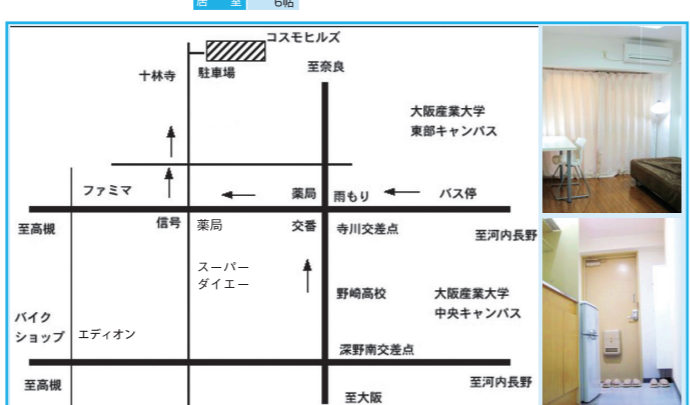 居 室 6帖
コスモヒルズ
十林寺 駐車場 至奈良
大阪産業大学
東部キャンパス
ファミマ 薬局 雨もり バス停
至高槻 信号 薬局 交番 寺川交差点 至河内長野
スーパー
ダイエー
野崎高校 大阪産業大学
中央キャンパス
バイク
ショップ エディオン
深野南交差点
至高槻 至河内長野
至大阪